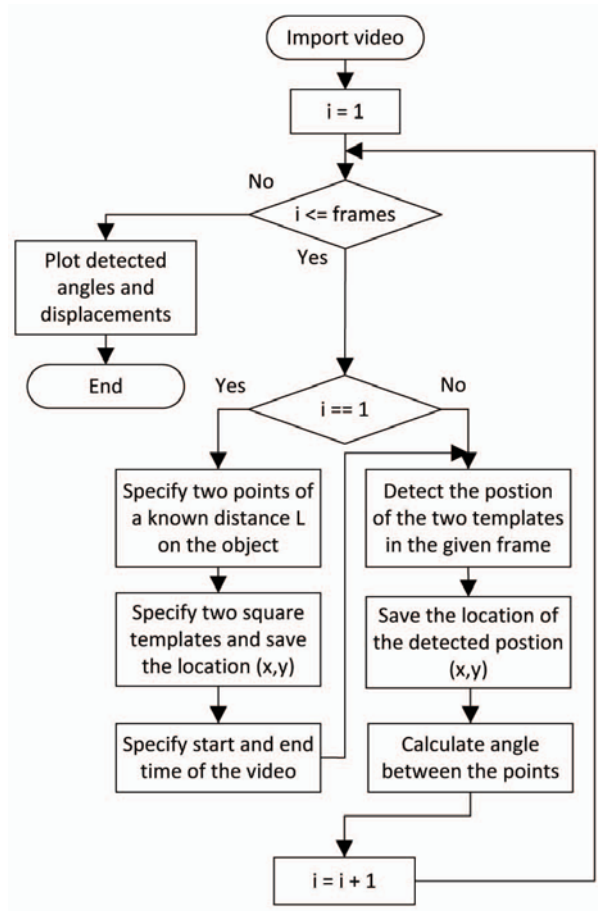 Import video
i = 1
No
i <= frames
Yes
Plot detected
angles and
displacements
End
Yes
No
i == 1
Specify two points of
a known distance L
on the object
Specify two square
templates and save
the location (x,y)
Specify start and end
time of the video
Detect the postion
of the two templates
in the given frame
Save the location of
the detected postion
(x,y)
Calculate angle
between the points
i = i + 1